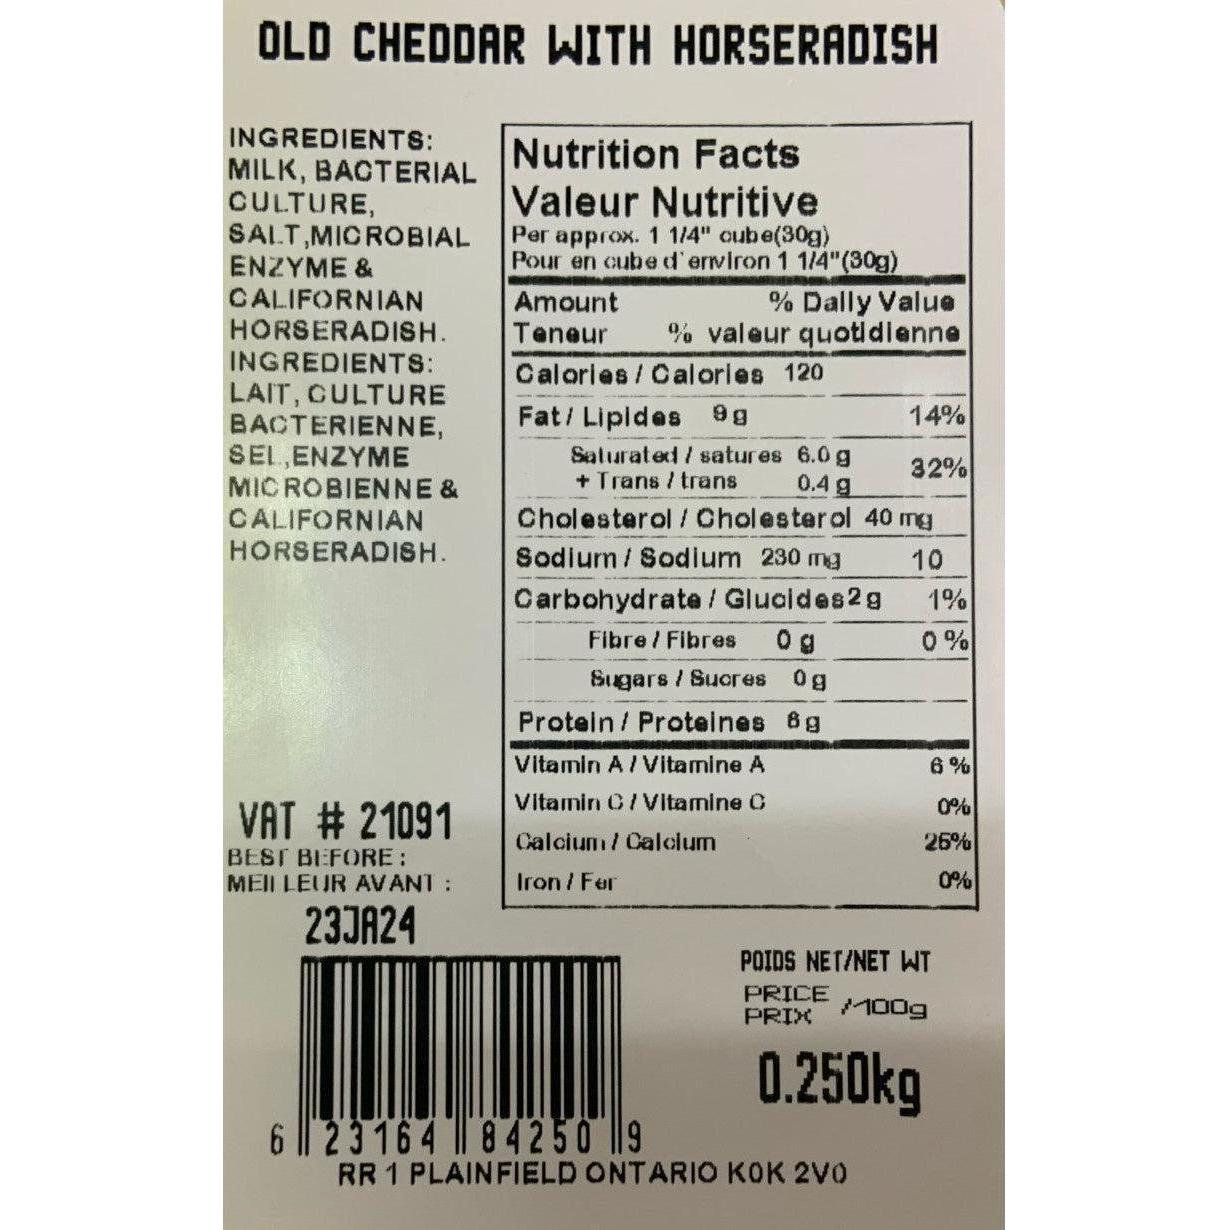 OLD CHEDDAR WITH HORSERADISH
INGREDIENTS:
MILK, BACTERIAL
CULTURE,
SALT,MICROBIAL
ENZYME &
CALIFORNIAN
HORSERADISH.
INGREDIENTS:
LAIT, CULTURE
BACTERIENNE,
SEL,ENZYME
MICROBIENNE &
CALIFORNIAN
HORSERADISH.
Nutrition Facts
Valeur Nutritive
Per approx. 1 1/4" cube(30g)
Pour en cube d'environ 1 1/4"(30g)
Amount % Daily Value
Teneur % valeur quotidienne
Calories / Calories 120
Fat / Lipides 9 g 14%
Saturated / satures 6.0 g 32%
+ Trans / trans 0.4 g
Cholesterol / Cholesterol 40 mg
Sodium / Sodium 230 mg 10
Carbohydrate / Glucides 2 g 1%
Fibre / Fibres 0 g 0 %
Sugars / Sucres 0 g
Protein / Proteines g
Vitamin A / Vitamine A 6 %
Vitamin C / Vitamine C 0%
Calcium / Calcium
Iron / Fer 0%
VAT # 21091
BEST BEFORE :
MEILLEUR AVANT :
23JA24
POIDS NET/NET WT
PRICE
PRIX /100g
0.250kg
6 23164 84250 9
RR 1 PLAINFIELD ONTARIO K0K 2V0